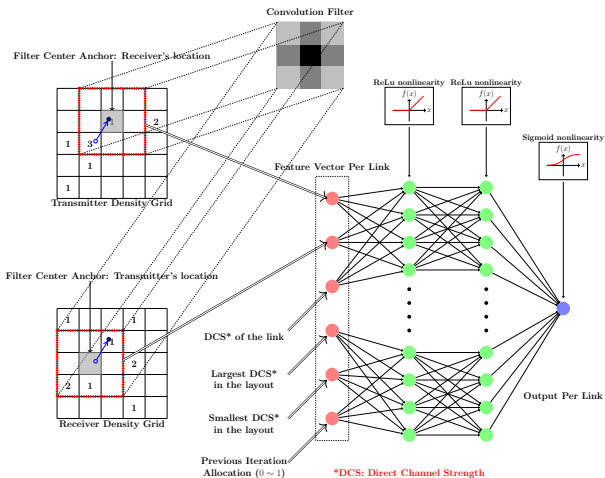 Convolution Filter
Filter Center Anchor: Receiver's location
1
2
1
3
1
1
Transmitter Density Grid
ReLu nonlinearity
ReLu nonlinearity
f(x)
x
f(x)
x
Sigmoid nonlinearity
f(x)
x
Feature Vector Per Link
Filter Center Anchor: Transmitter's location
1
1
1
2
2
1
1
Receiver Density Grid
DCS* of the link
Largest DCS*
in the layout
Smallest DCS*
in the layout
Previous Iteration
Allocation (0 ∼ 1)
Output Per Link
*DCS: Direct Channel Strength